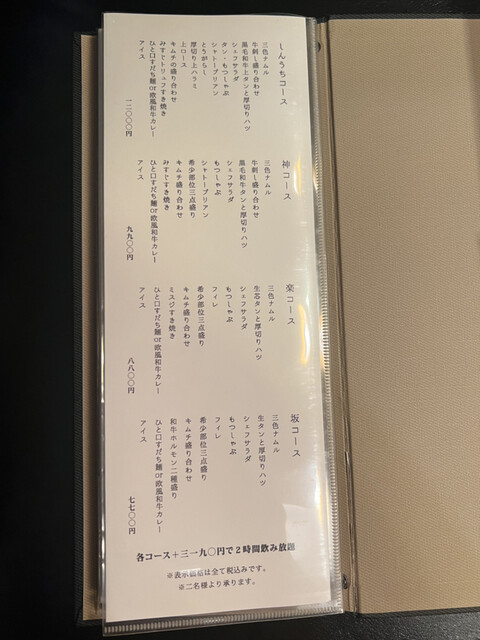 しんうちコース
三色ナムル
牛刺し盛り合わせ
黒毛和牛上タンと厚切りハツ
シェフサラダ
タン・もつしゃぶ
シャトーブリアン
とうがらし
厚切り上ハラミ
上ロース
キムチの盛り合わせ
みすじトリュフすき焼き
ひと口すだち麺or欧風和牛カレー
アイス
一二〇〇〇円
神コース
三色ナムル
牛刺し盛り合わせ
黒毛和牛タンと厚切りハツ
シェフサラダ
もつしゃぶ
シャトーブリアン
希少部位三点盛り
キムチ盛り合わせ
みすじすき焼き
ひと口すだち麺or欧風和牛カレー
アイス
九九〇〇円
楽コース
三色ナムル
生芯タンと厚切りハツ
シェフサラダ
もつしゃぶ
フィレ
希少部位三点盛り
キムチ盛り合わせ
ミスジすき焼き
ひと口すだち麺or欧風和牛カレー
アイス
八八〇〇円
坂コース
三色ナムル
生タンと厚切りハツ
シェフサラダ
もつしゃぶ
フィレ
希少部位三点盛り
キムチ盛り合わせ
和牛ホルモン二種盛り
ひと口すだち麺or欧風和牛カレー
アイス
七七〇〇円
各コース＋三一九〇円で２時間飲み放題
※表示価格は全て税込みです。
※二名様より承ります。